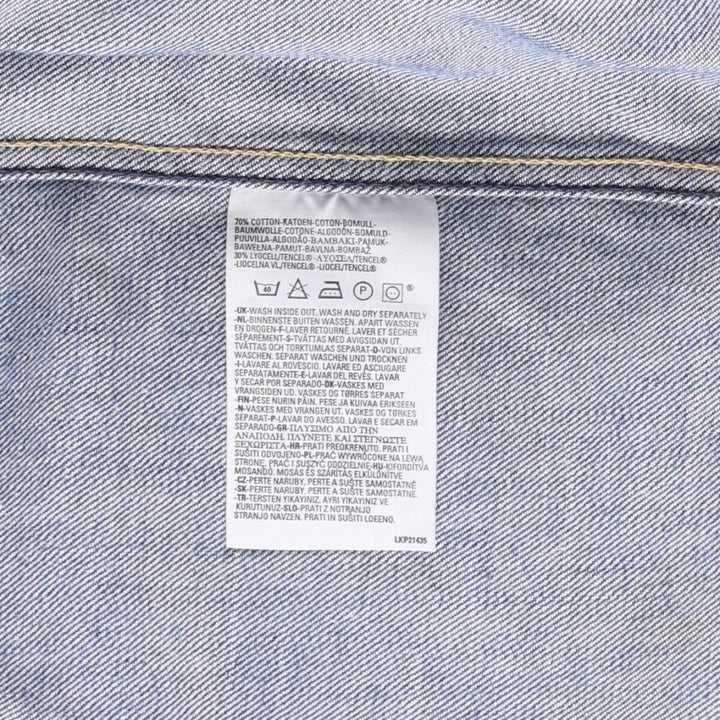 70% COTTON-KATOEN-COTON-BOMULL-
BAUMWOLLE-COTONE-ALGODÓN-BOMULD-
PUUVILLA-ALGODÃO-ΒΑΜΒΑΚΙ-PAMUK-
BAWEŁNA-PAMUT-BAVLNA-BOMBAŽ
30% LYOCELL/TENCEL® -ΛΥΟΣΕΛ/TENCEL®
-LIOCELNA VL./TENCEL® -LIOCEL/TENCEL®
40 P ®
-UK-WASH INSIDE OUT. WASH AND DRY SEPARATELY
-NL-BINNENSTE BUITEN WASSEN. APART WASSEN
EN DROGEN-F-LAVER RETOURNÉ. LAVER ET SÉCHER
SÉPARÉMENT-S-TVÄTTAS MED AVIGSIDAN UT.
TVÄTTAS OCH TORKTUMLAS SEPARAT-D-VON LINKS
WASCHEN. SEPARAT WASCHEN UND TROCKNEN
-I-LAVARE AL ROVESCIO. LAVARE ED ASCIUGARE
SEPARATAMENTE-E-LAVAR DEL REVÉS. LAVAR
Y SECAR POR SEPARADO-DK-VASKES MED
VRANGSIDEN UD. VASKES OG TØRRES SEPARAT
-FIN-PESE NURIN PÄIN. PESE JA KUIVAA ERIKSEEN
-N-VASKES MED VRANGEN UT. VASKES OG TØRKES
SEPARAT-P-LAVAR DO AVESSO. LAVAR E SECAR EM
SEPARADO-GR-ΠΛΥΣΙΜΟ ΑΠΟ ΤΗΝ
ΑΝΑΠΟΔΗ. ΠΛΥΝΕΤΕ ΚΑΙ ΣΤΕΓΝΩΣΤΕ
ΞΕΧΩΡΙΣΤΑ-HR-PRATI PREOKRENUTO. PRATI I
SUŠITI ODVOJENO-PL-PRAĆ WYWRÓCONE NA LEWĄ
STRONĘ. PRAĆ I SUSZYĆ ODDZIELNIE-HU-KIFORDÍTVA
MOSANDÓ. MOSÁS ÉS SZÁRÍTÁS ELKÜLÖNÍTVE
-CZ-PERTE NARUBY. PERTE A SUŠTE SAMOSTATNĚ
-SK-PERTE NARUBY. PERTE A SUŠTE SAMOSTATNE.
-TR-TERSTEN YIKAYINIZ. AYRI YIKAYINIZ VE
KURUTUNUZ-SLO-PRATI Z NOTRANJO
STRANJO NAVZEN. PRATI IN SUŠITI LOČENO.
LKP21435